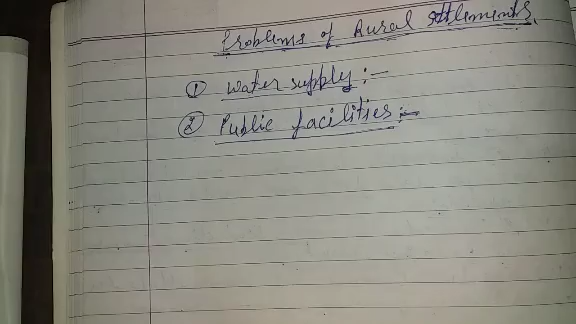 Problems of Rural settlements
① Water supply :-
② Public facilities :-